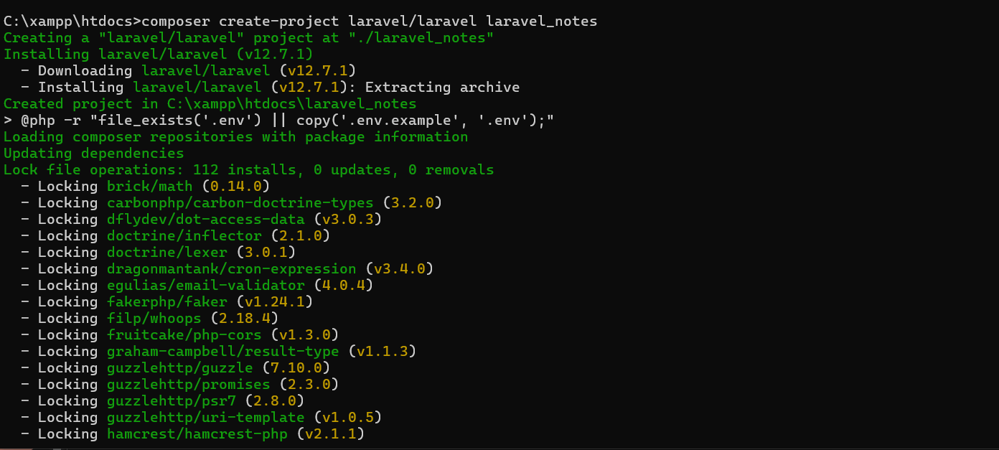 C:\xampp\htdocs>composer create-project laravel/laravel laravel_notes
Creating a "laravel/laravel" project at "./laravel_notes"
Installing laravel/laravel (v12.7.1)
  - Downloading laravel/laravel (v12.7.1)
  - Installing laravel/laravel (v12.7.1): Extracting archive
Created project in C:\xampp\htdocs\laravel_notes
> @php -r "file_exists('.env') || copy('.env.example', '.env');"
Loading composer repositories with package information
Updating dependencies
Lock file operations: 112 installs, 0 updates, 0 removals
  - Locking brick/math (0.14.0)
  - Locking carbonphp/carbon-doctrine-types (3.2.0)
  - Locking dflydev/dot-access-data (v3.0.3)
  - Locking doctrine/inflector (2.1.0)
  - Locking doctrine/lexer (3.0.1)
  - Locking dragonmantank/cron-expression (v3.4.0)
  - Locking egulias/email-validator (4.0.4)
  - Locking fakerphp/faker (v1.24.1)
  - Locking filp/whoops (2.18.4)
  - Locking fruitcake/php-cors (v1.3.0)
  - Locking graham-campbell/result-type (v1.1.3)
  - Locking guzzlehttp/guzzle (7.10.0)
  - Locking guzzlehttp/promises (2.3.0)
  - Locking guzzlehttp/psr7 (2.8.0)
  - Locking guzzlehttp/uri-template (v1.0.5)
  - Locking hamcrest/hamcrest-php (v2.1.1)